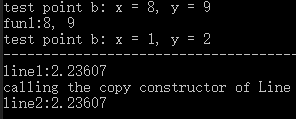 test point b: x = 8, y = 9
fun1:8, 9
test point b: x = 1, y = 2
--------------------------------------------
line1:2.23607
calling the copy constructor of Line
line2:2.23607